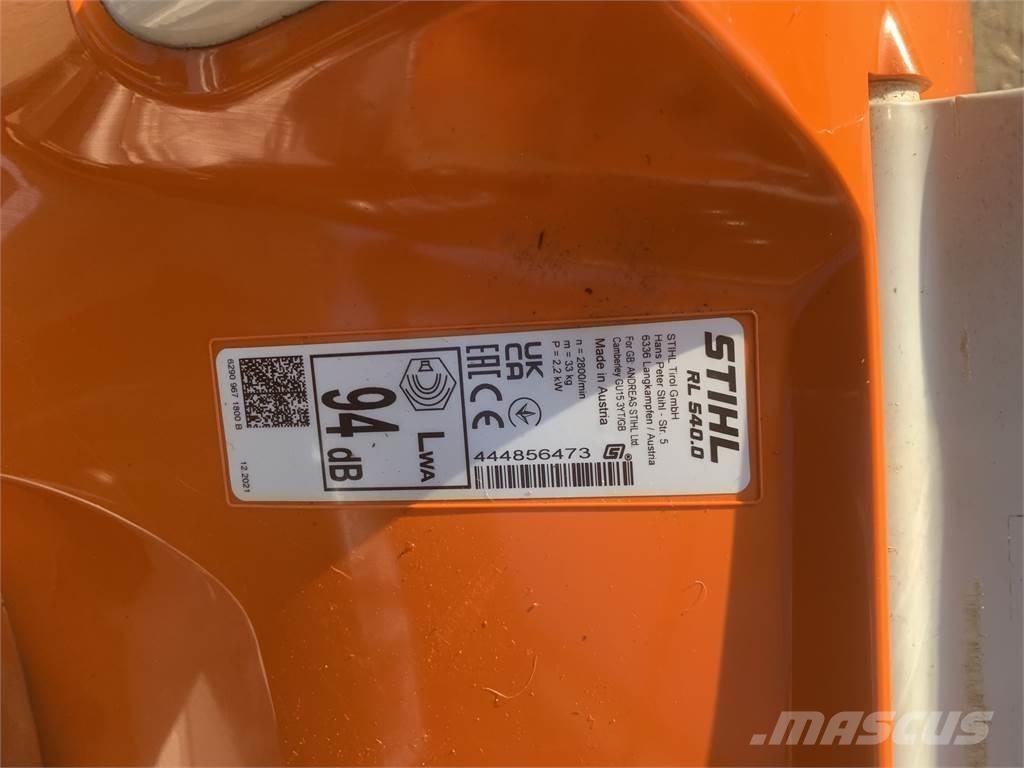 STIHL
RL 540.0
STIHL Tirol GmbH
Hans Peter Stihl - Str. 5
6336 Langkampfen / Austria
For GB: ANDREAS STIHL Ltd.
Camberley GU15 3YT/GB
Made in Austria
n = 2800/min
m = 33 kg
P = 2.2 kW
444856473
UK
CA
EAC CE
LWA
94 dB
6290 967 1800 B
12.2021
MASCUS